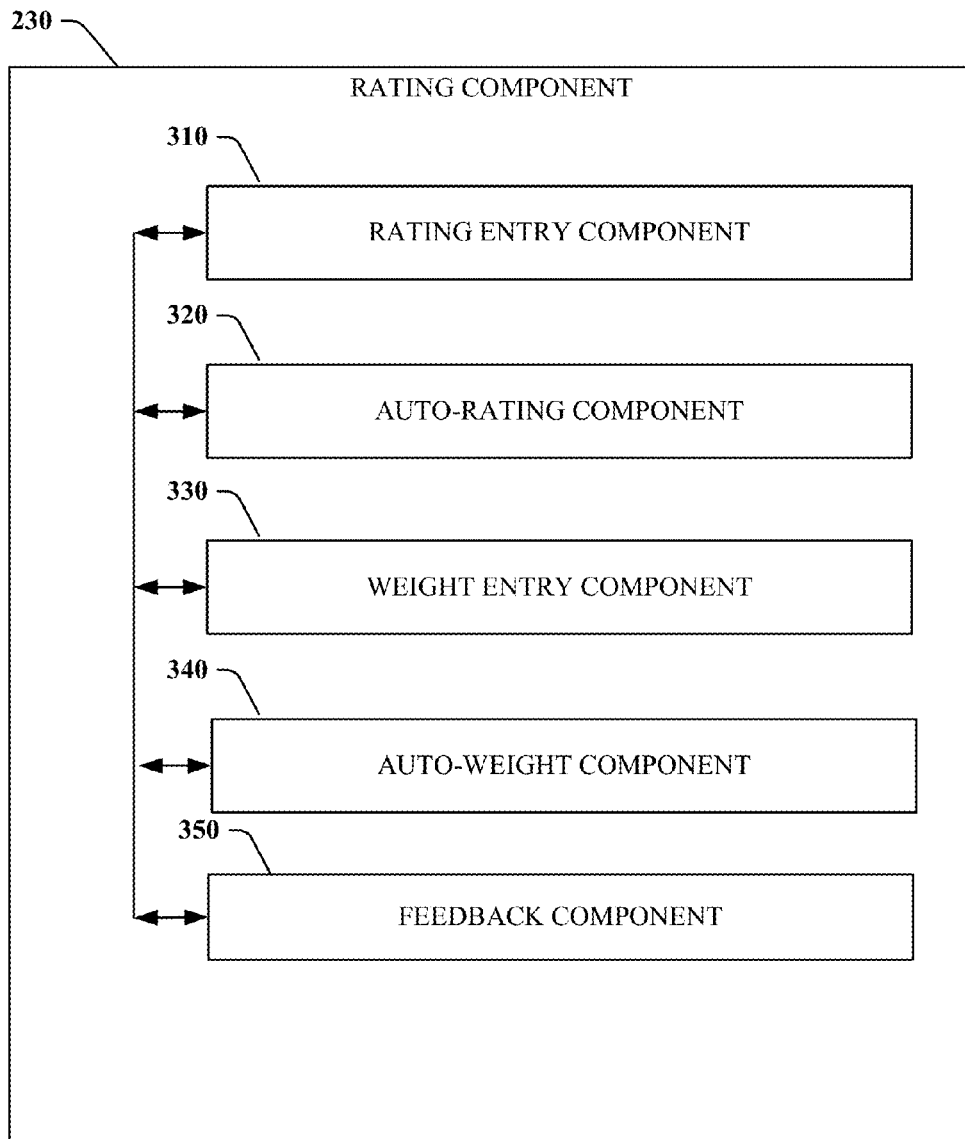 230
RATING COMPONENT
310
RATING ENTRY COMPONENT
320
AUTO-RATING COMPONENT
330
WEIGHT ENTRY COMPONENT
340
AUTO-WEIGHT COMPONENT
350
FEEDBACK COMPONENT